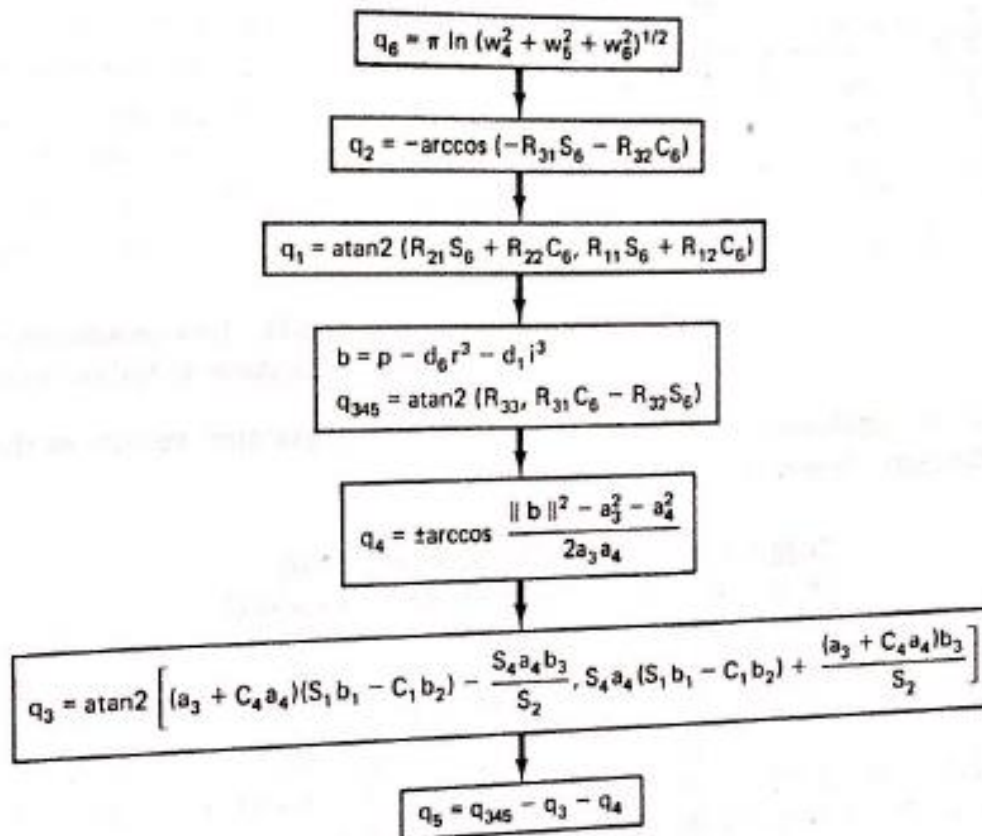 q₆ = π ln (w₄² + w₅² + w₆²)^1/2
q₂ = −arccos (−R₃₁S₆ − R₃₂C₆)
q₁ = atan2 (R₂₁S₆ + R₂₂C₆, R₁₁S₆ + R₁₂C₆)
b = p − d₆r³ − d₁i³
q₃₄₅ = atan2 (R₃₃, R₃₁C₆ − R₃₂S₆)
q₄ = ±arccos (‖ b ‖² − a₃² − a₄²) / (2a₃a₄)
q₃ = atan2 [(a₃ + C₄a₄)(S₁b₁ − C₁b₂) − S₄a₄b₃ / S₂, S₄a₄(S₁b₁ − C₁b₂) + (a₃ + C₄a₄)b₃ / S₂]
q₅ = q₃₄₅ − q₃ − q₄